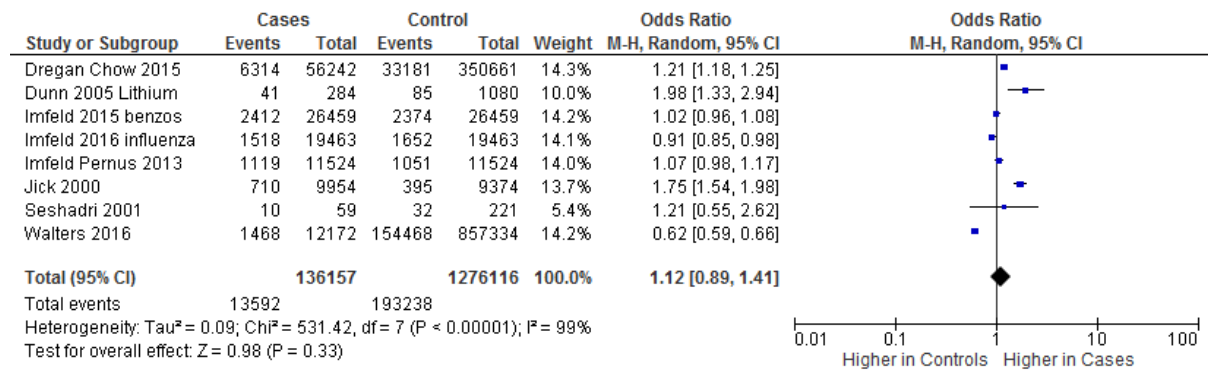 Cases Control Odds Ratio Odds Ratio
Study or Subgroup Events Total Events Total Weight M-H, Random, 95% CI M-H, Random, 95% CI
Dregan Chow 2015 6314 56242 33181 350661 14.3% 1.21 [1.18, 1.25]
Dunn 2005 Lithium 41 284 85 1080 10.0% 1.98 [1.33, 2.94]
Imfeld 2015 benzos 2412 26459 2374 26459 14.2% 1.02 [0.96, 1.08]
Imfeld 2016 influenza 1518 19463 1652 19463 14.1% 0.91 [0.85, 0.98]
Imfeld Pernus 2013 1119 11524 1051 11524 14.0% 1.07 [0.98, 1.17]
Jick 2000 710 9954 395 9374 13.7% 1.75 [1.54, 1.98]
Seshadri 2001 10 59 32 221 5.4% 1.21 [0.55, 2.62]
Walters 2016 1468 12172 154468 857334 14.2% 0.62 [0.59, 0.66]
Total (95% CI) 136157 1276116 100.0% 1.12 [0.89, 1.41]
Total events 13592 193238
Heterogeneity: Tau² = 0.09; Chi² = 531.42, df = 7 (P < 0.00001); I² = 99%
Test for overall effect: Z = 0.98 (P = 0.33)
0.01 0.1 1 10 100
Higher in Controls Higher in Cases